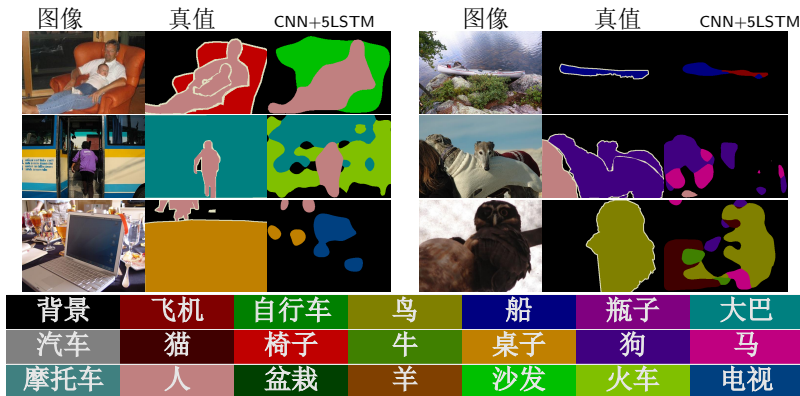 图像 真值 CNN+5LSTM 图像 真值 CNN+5LSTM
背景 飞机 自行车 鸟 船 瓶子 大巴
汽车 猫 椅子 牛 桌子 狗 马
摩托车 人 盆栽 羊 沙发 火车 电视